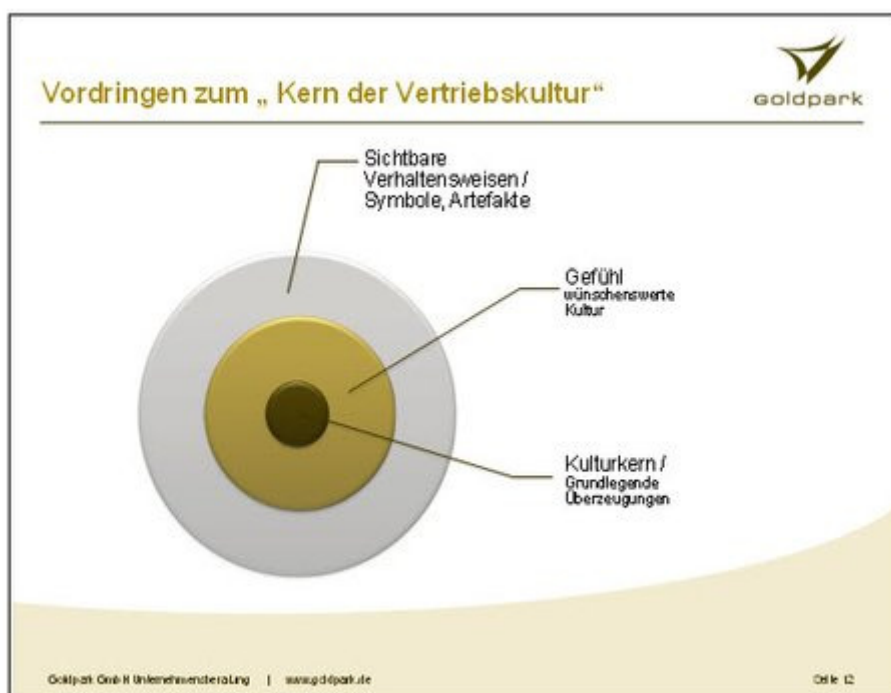 Vordringen zum „ Kern der Vertriebskultur“
Goldpark
Sichtbare
Verhaltensweisen /
Symbole, Artefakte
Gefühl
wünschenswerte
Kultur
Kulturkern /
Grundlegende
Überzeugungen
Goldpark GmbH Unternehmensberatung | www.goldpark.de
Seite 12